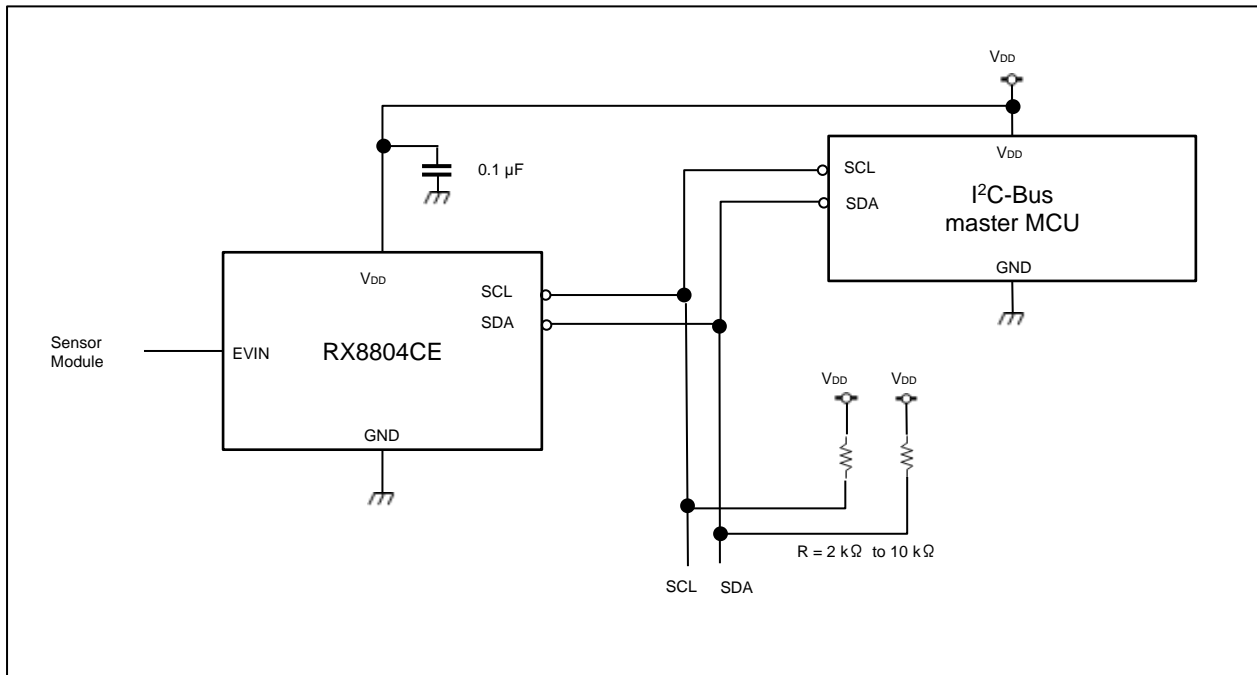 VDD
0.1 µF
VDD
SCL
I²C-Bus
master MCU
SDA
GND
VDD
SCL
SDA
RX8804CE
EVIN
GND
Sensor
Module
VDD
VDD
R = 2 kΩ to 10 kΩ
SCL
SDA